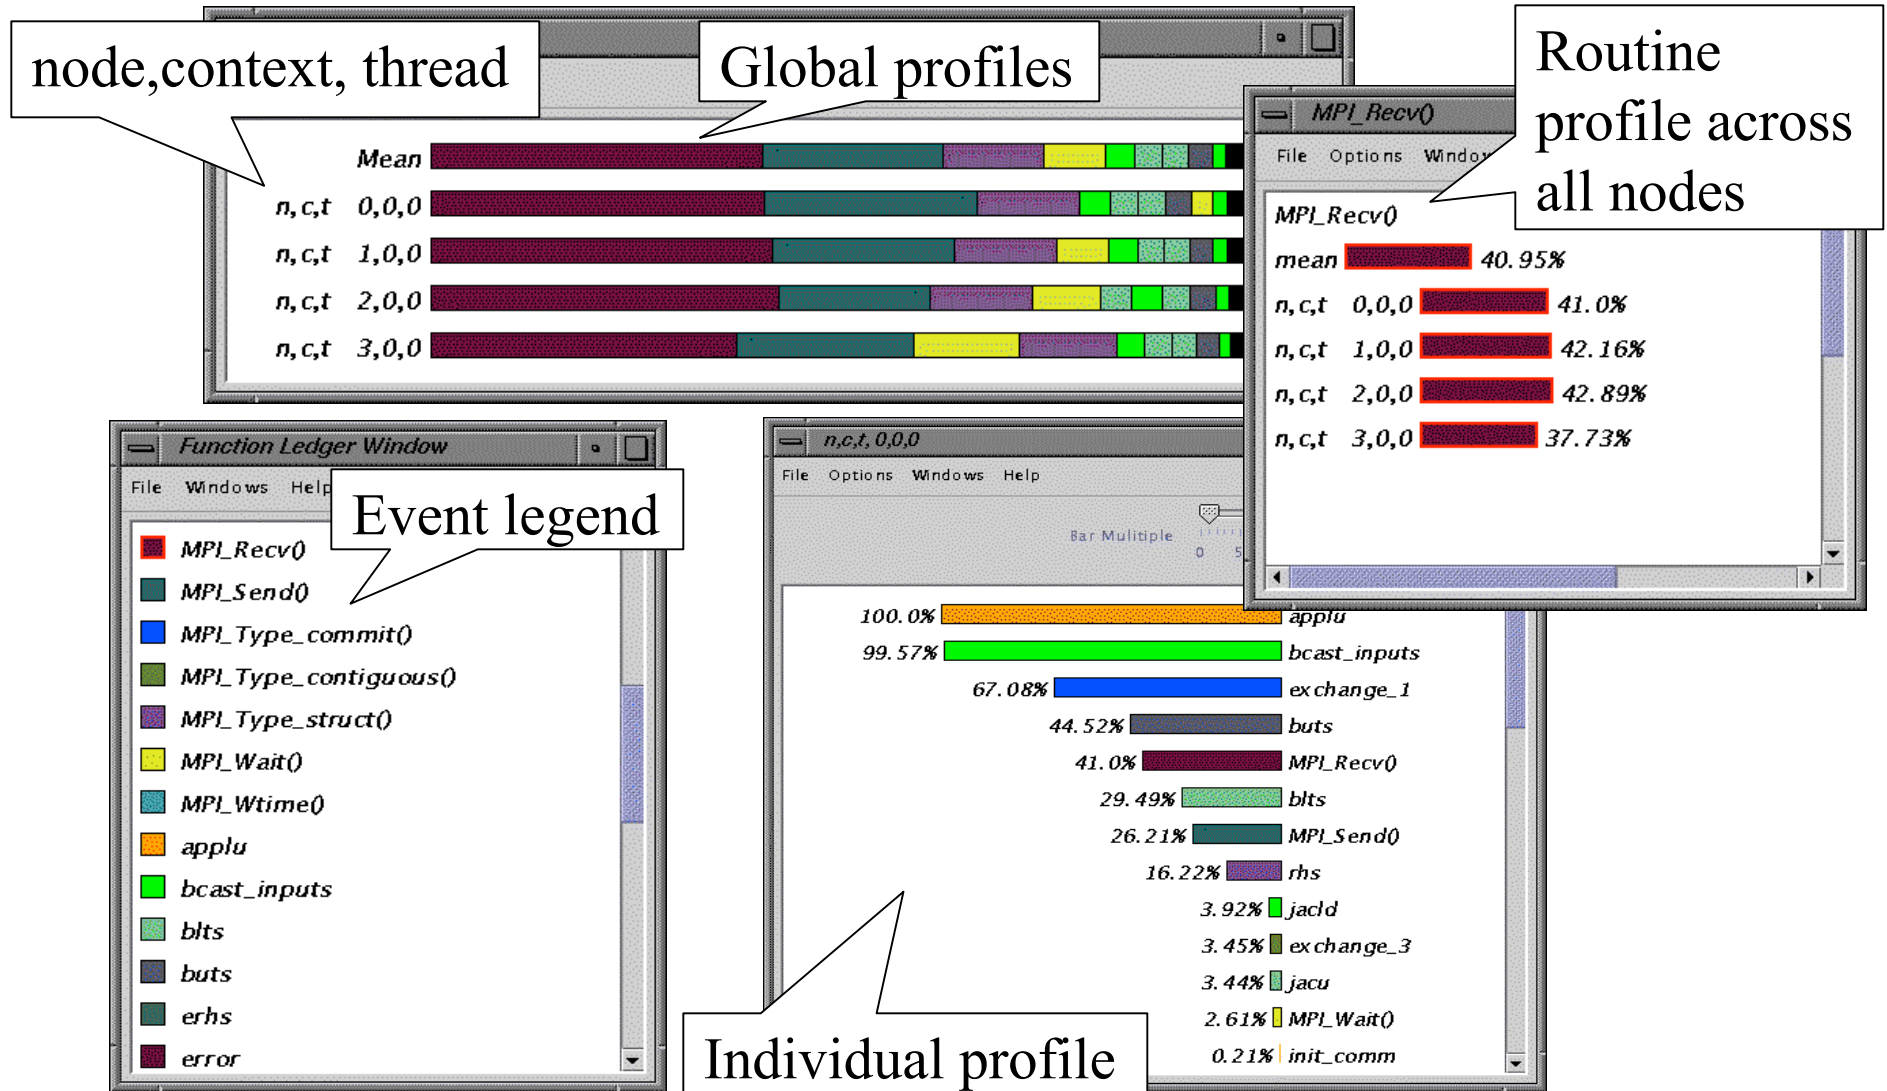 node,context, thread
Global profiles
Routine
profile across
all nodes
Mean
n,c,t 0,0,0
n,c,t 1,0,0
n,c,t 2,0,0
n,c,t 3,0,0
MPI_Recv()
File Options Window
MPI_Recv()
mean 40.95%
n,c,t 0,0,0 41.0%
n,c,t 1,0,0 42.16%
n,c,t 2,0,0 42.89%
n,c,t 3,0,0 37.73%
Function Ledger Window
File Windows Help
Event legend
MPI_Recv()
MPI_Send()
MPI_Type_commit()
MPI_Type_contiguous()
MPI_Type_struct()
MPI_Wait()
MPI_Wtime()
applu
bcast_inputs
blts
buts
erhs
error
n,c,t, 0,0,0
File Options Windows Help
Bar Mulitiple
0 5
100.0% applu
99.57% bcast_inputs
67.08% exchange_1
44.52% buts
41.0% MPI_Recv()
29.49% blts
26.21% MPI_Send()
16.22% rhs
3.92% jacld
3.45% exchange_3
3.44% jacu
2.61% MPI_Wait()
0.21% init_comm
Individual profile